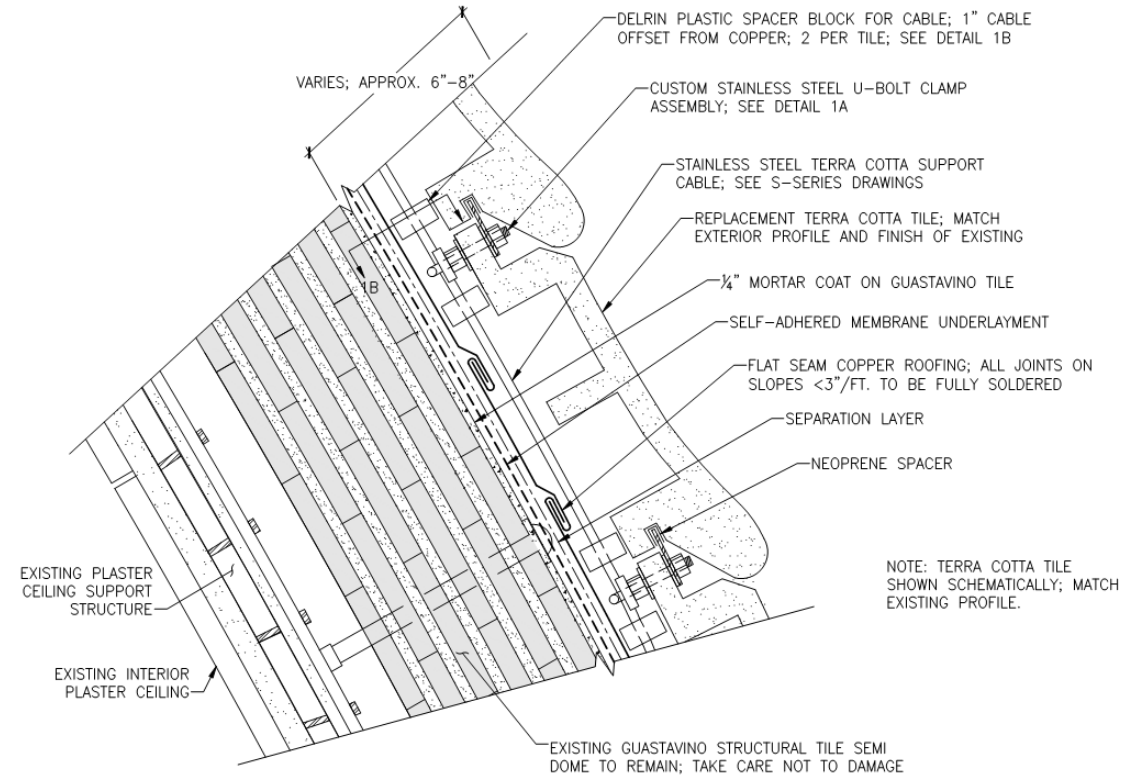 DELRIN PLASTIC SPACER BLOCK FOR CABLE; 1" CABLE
OFFSET FROM COPPER; 2 PER TILE; SEE DETAIL 1B
VARIES; APPROX. 6"-8"
CUSTOM STAINLESS STEEL U-BOLT CLAMP
ASSEMBLY; SEE DETAIL 1A
STAINLESS STEEL TERRA COTTA SUPPORT
CABLE; SEE S-SERIES DRAWINGS
REPLACEMENT TERRA COTTA TILE; MATCH
EXTERIOR PROFILE AND FINISH OF EXISTING
1B
¼" MORTAR COAT ON GUASTAVINO TILE
SELF-ADHERED MEMBRANE UNDERLAYMENT
FLAT SEAM COPPER ROOFING; ALL JOINTS ON
SLOPES <3"/FT. TO BE FULLY SOLDERED
SEPARATION LAYER
NEOPRENE SPACER
EXISTING PLASTER
CEILING SUPPORT
STRUCTURE
NOTE: TERRA COTTA TILE
SHOWN SCHEMATICALLY; MATCH
EXISTING PROFILE.
EXISTING INTERIOR
PLASTER CEILING
EXISTING GUASTAVINO STRUCTURAL TILE SEMI
DOME TO REMAIN; TAKE CARE NOT TO DAMAGE